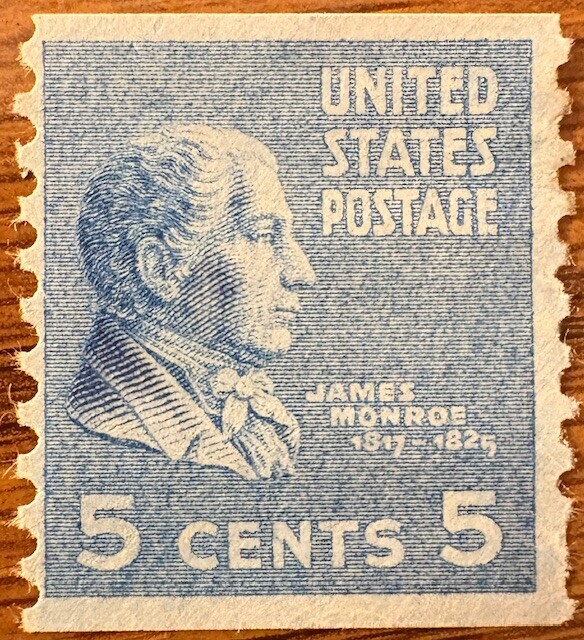 UNITED
STATES
POSTAGE
JAMES
MONROE
1817-1825
5 CENTS 5